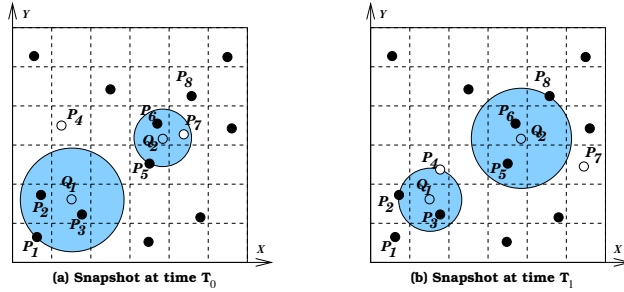 Y
P4
P6
P8
P7
Q2
P5
Q1
P2
P3
P1
X
(a) Snapshot at time T0
Y
P8
P6
Q2
P4
P5
P7
Q1
P2
P3
P1
X
(b) Snapshot at time T1